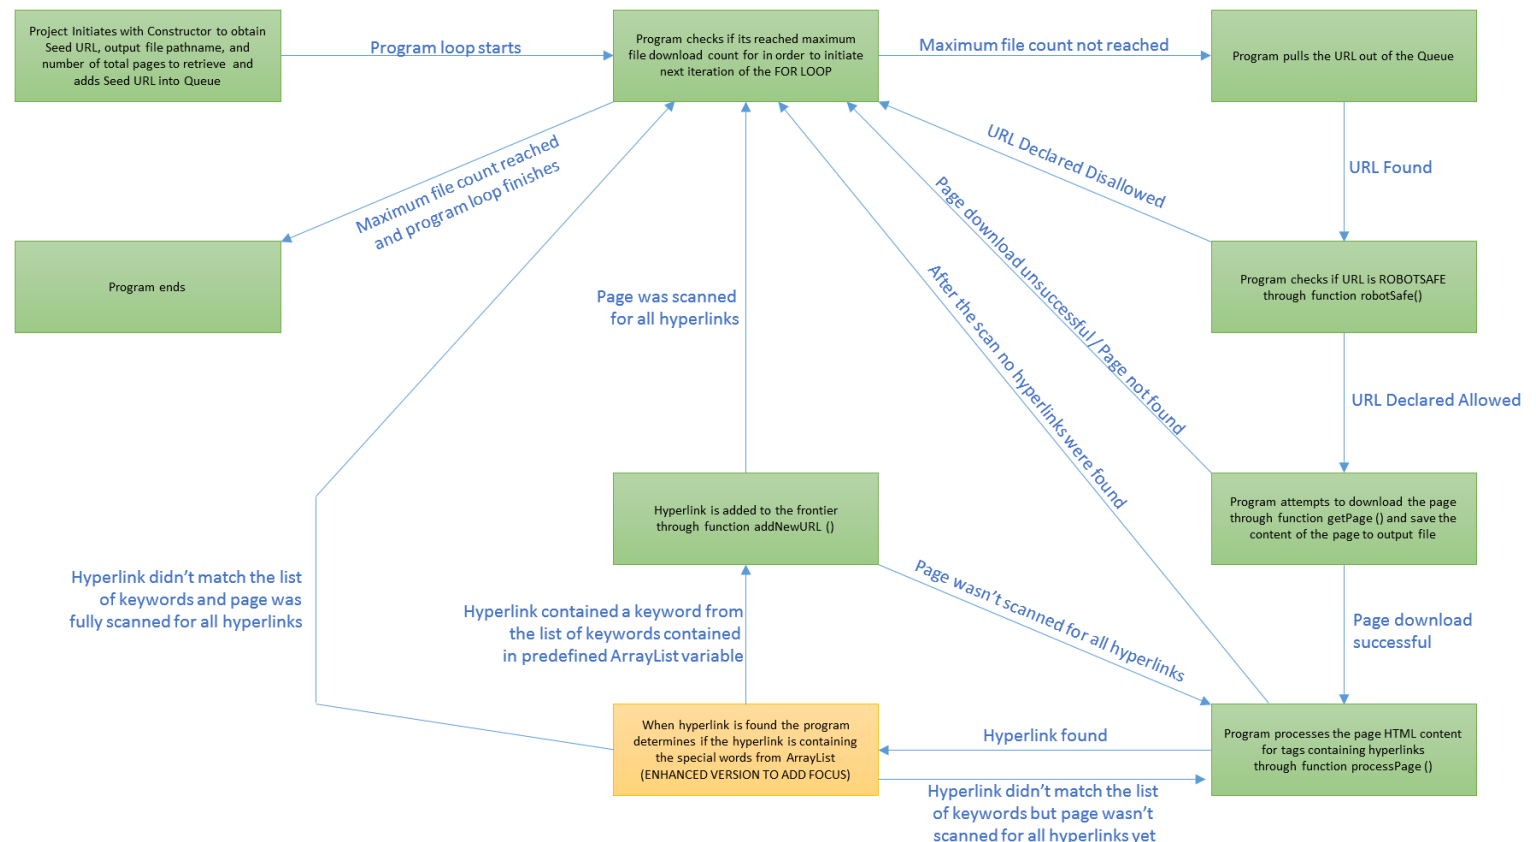 Project Initiates with Constructor to obtain
Seed URL, output file pathname, and
number of total pages to retrieve and
adds Seed URL into Queue
Program loop starts
Program checks if its reached maximum
file download count for in order to initiate
next iteration of the FOR LOOP
Maximum file count not reached
Program pulls the URL out of the Queue
Maximum file count reached
and program loop finishes
URL Declared Disallowed
URL Found
Program ends
Page was scanned
for all hyperlinks
Page download unsuccessful/ Page not found
After the scan no hyperlinks were found
Program checks if URL is ROBOTSAFE
through function robotSafe()
URL Declared Allowed
Hyperlink is added to the frontier
through function addNewURL ()
Program attempts to download the page
through function getPage () and save the
content of the page to output file
Hyperlink didn't match the list
of keywords and page was
fully scanned for all hyperlinks
Hyperlink contained a keyword from
the list of keywords contained
in predefined ArrayList variable
Page wasn't scanned for all hyperlinks
Page download
successful
When hyperlink is found the program
determines if the hyperlink is containing
the special words from ArrayList
(ENHANCED VERSION TO ADD FOCUS)
Hyperlink found
Program processes the page HTML content
for tags containing hyperlinks
through function processPage ()
Hyperlink didn't match the list
of keywords but page wasn't
scanned for all hyperlinks yet